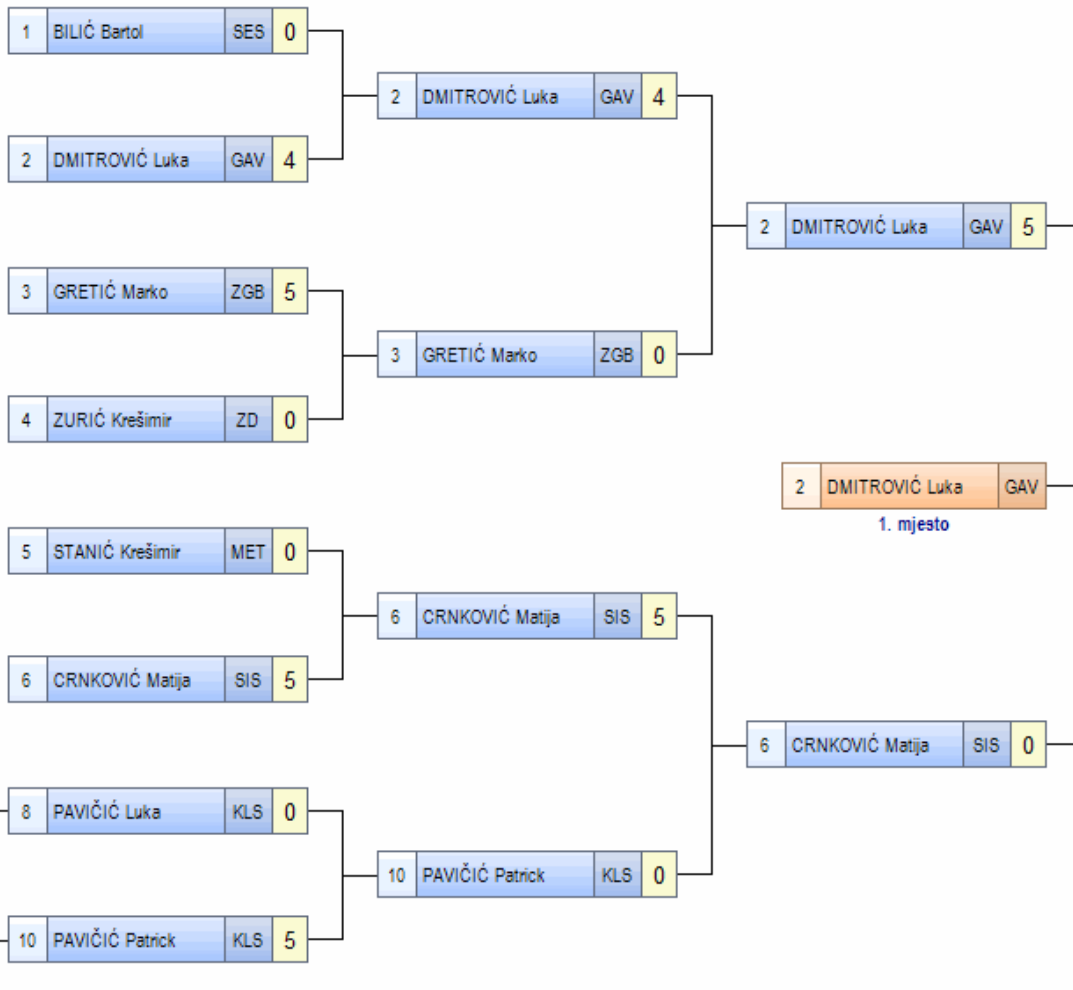 1 BILIĆ Bartol SES 0
2 DMITROVIĆ Luka GAV 4
2 DMITROVIĆ Luka GAV 4
2 DMITROVIĆ Luka GAV 5
3 GRETIĆ Marko ZGB 5
3 GRETIĆ Marko ZGB 0
4 ZURIĆ Krešimir ZD 0
2 DMITROVIĆ Luka GAV
1. mjesto
5 STANIĆ Krešimir MET 0
6 CRNKOVIĆ Matija SIS 5
6 CRNKOVIĆ Matija SIS 5
6 CRNKOVIĆ Matija SIS 0
8 PAVIČIĆ Luka KLS 0
10 PAVIČIĆ Patrick KLS 0
10 PAVIČIĆ Patrick KLS 5